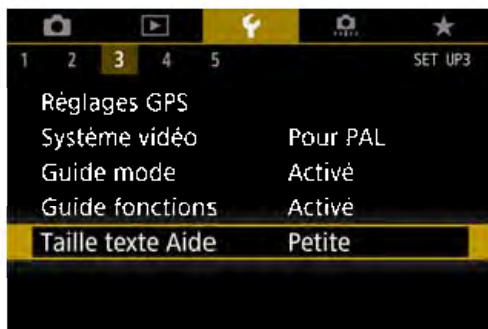 1 2 3 4 5 SET UP3
Réglages GPS
Système vidéo Pour PAL
Guide mode Activé
Guide fonctions Activé
Taille texte Aide Petite